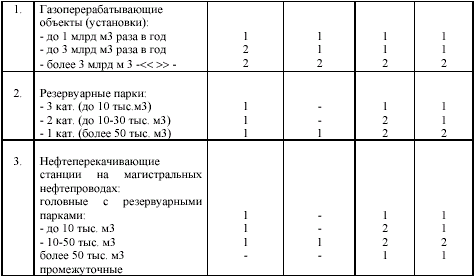 1. Газоперерабатывающие
объекты (установки):
- до 1 млрд м3 раза в год 1 1 1 1
- до 3 млрд м3 раза в год 2 1 1 1
- более 3 млрд м 3 -<< >> - 2 2 2 2
2. Резервуарные парки:
- 3 кат. (до 10 тыс.м3) 1 - 1 1
- 2 кат. (до 10-30 тыс. м3) 1 - 2 1
- 1 кат. (более 50 тыс. м3) 1 1 2 2
3. Нефтеперекачивающие
станции на магистральных
нефтепроводах:
головные с резервуарными
парками: 1 - 1 1
- до 10 тыс. м3 1 - 2 1
- 10-50 тыс. м3 1 1 2 2
более 50 тыс. м3 - - 1 1
промежуточные